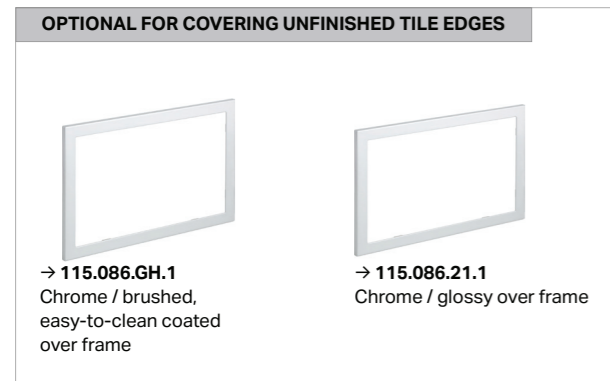 OPTIONAL FOR COVERING UNFINISHED TILE EDGES
→ 115.086.GH.1
Chrome / brushed,
easy-to-clean coated
over frame
→ 115.086.21.1
Chrome / glossy over frame